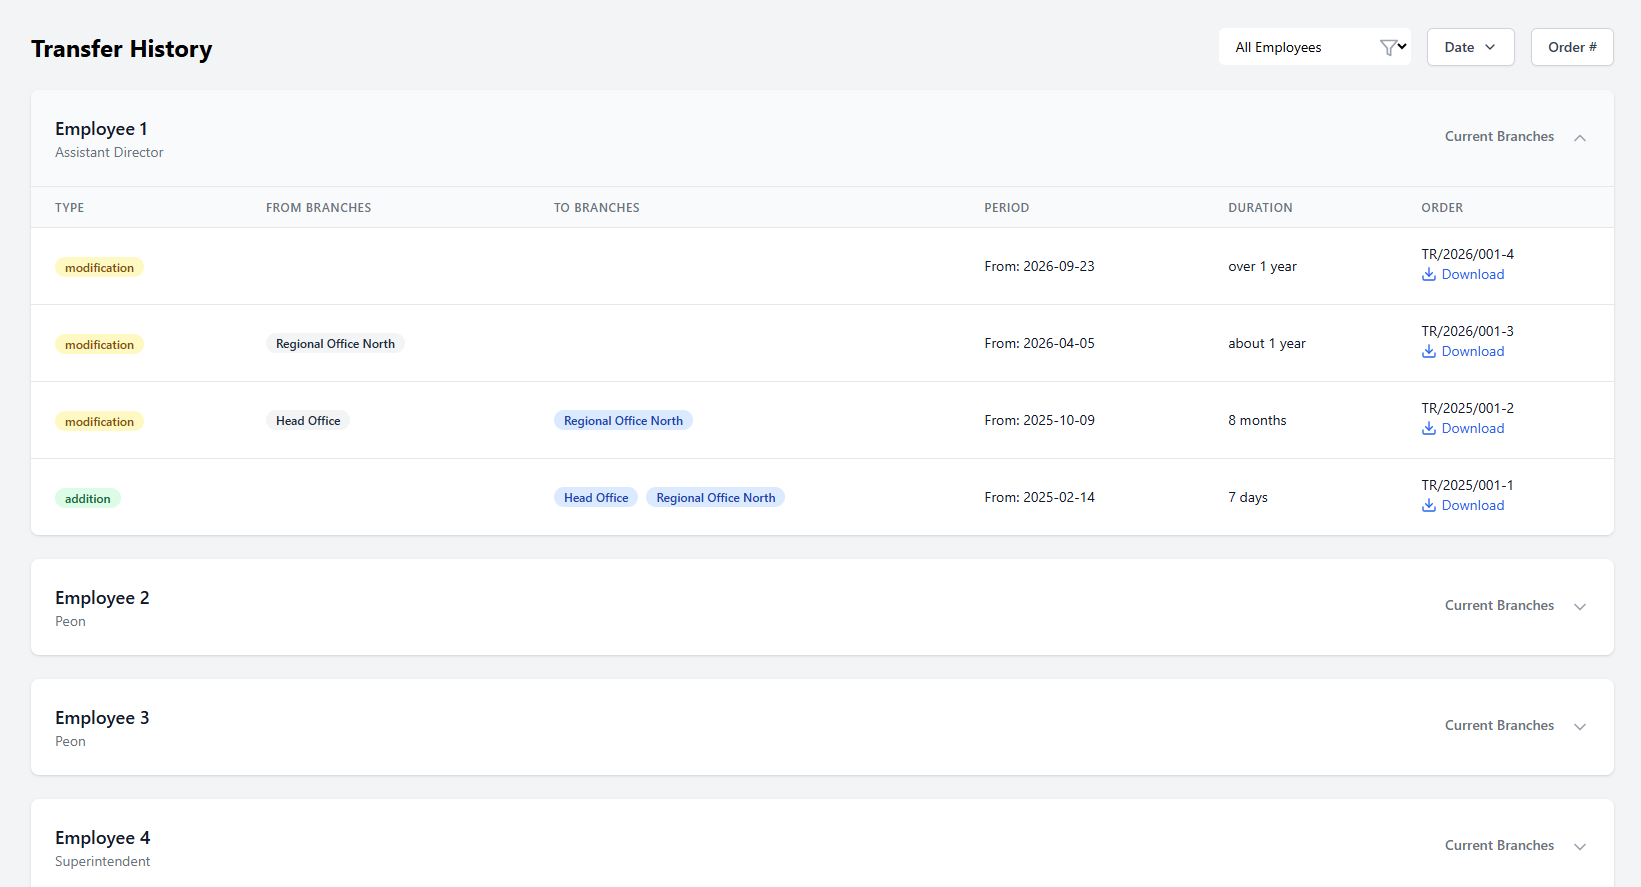 Transfer History
All Employees
Date
Order #
Employee 1
Assistant Director
Current Branches
TYPE FROM BRANCHES TO BRANCHES PERIOD DURATION ORDER
modification From: 2026-09-23 over 1 year TR/2026/001-4
Download
modification Regional Office North From: 2026-04-05 about 1 year TR/2026/001-3
Download
modification Head Office Regional Office North From: 2025-10-09 8 months TR/2025/001-2
Download
addition Head Office Regional Office North From: 2025-02-14 7 days TR/2025/001-1
Download
Employee 2
Peon
Current Branches
Employee 3
Peon
Current Branches
Employee 4
Superintendent
Current Branches